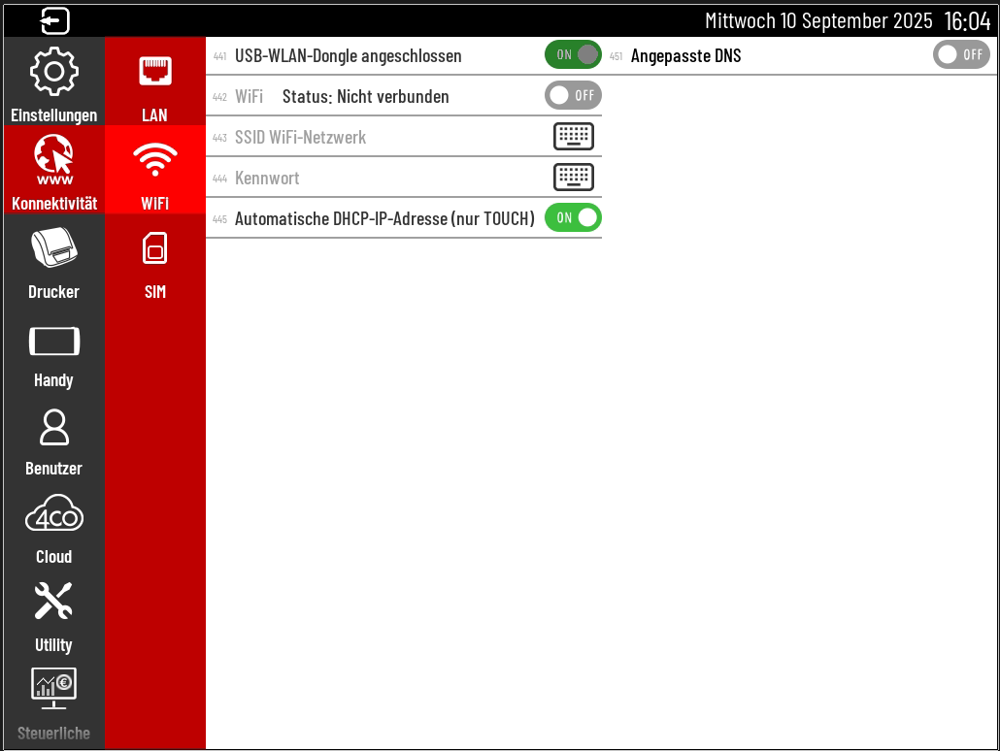 Mittwoch 10 September 2025 16:04
Einstellungen
WWW
Konnektivität
Drucker
Handy
Benutzer
4CO
Cloud
Utility
€
Steuerliche
LAN
WIFI
SIM
441 USB-WLAN-Dongle angeschlossen ON
442 WiFi Status: Nicht verbunden OFF
443 SSID WiFi-Netzwerk
444 Kennwort
445 Automatische DHCP-IP-Adresse (nur TOUCH) ON
451 Angepasste DNS OFF